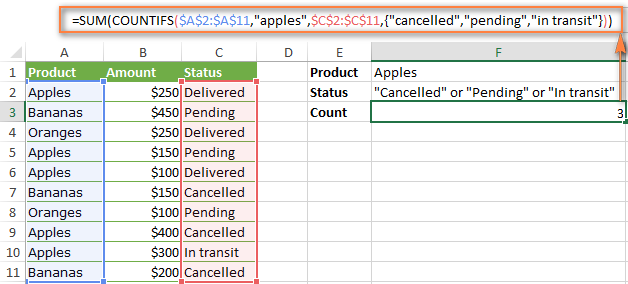 =SUM(COUNTIFS($A$2:$A$11,"apples",$C$2:$C$11,{"cancelled","pending","in transit"}))
A B C D E F
1 Product Amount Status Product Apples
2 Apples $250 Delivered Status "Cancelled" or "Pending" or "In transit"
3 Bananas $450 Pending Count 3
4 Oranges $250 Delivered
5 Apples $150 Pending
6 Apples $100 Delivered
7 Bananas $150 Cancelled
8 Oranges $100 Pending
9 Apples $400 Cancelled
10 Apples $300 In transit
11 Bananas $200 Cancelled